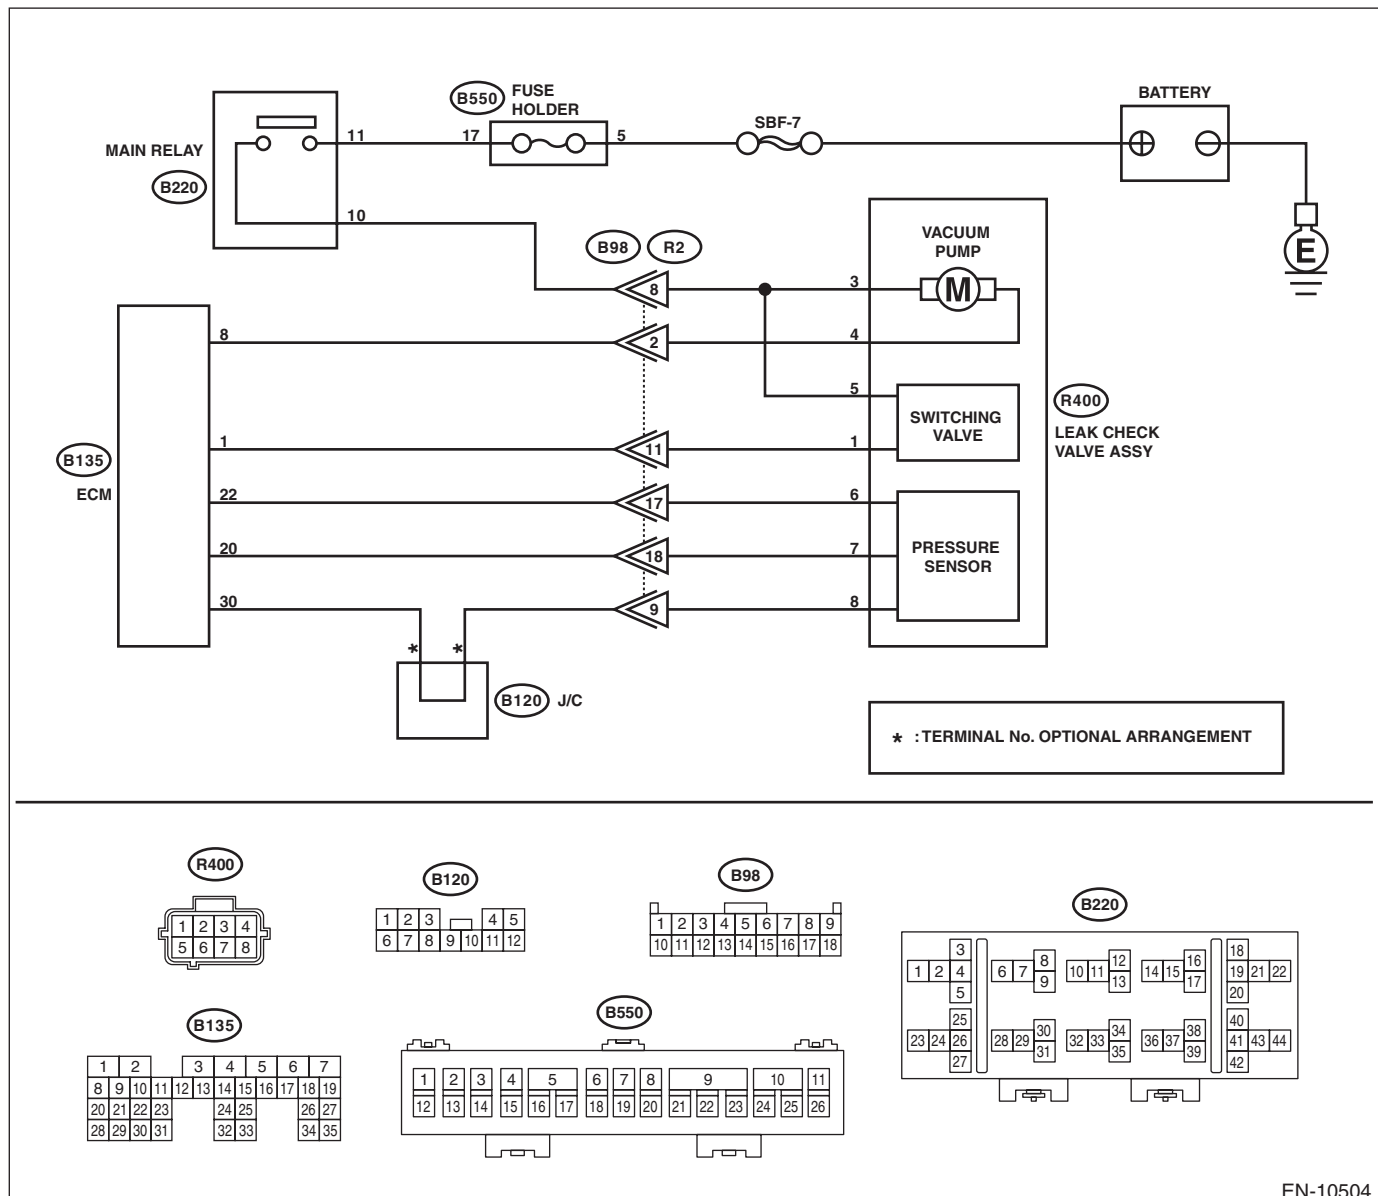 B550 FUSE
HOLDER
SBF-7
BATTERY
MAIN RELAY
B220
11
17
5
10
B98 R2
VACUUM
PUMP
M
E
8
3
8
2
4
5
SWITCHING
VALVE
R400
LEAK CHECK
VALVE ASSY
1
11
1
B135
ECM
22
17
6
20
18
7
PRESSURE
SENSOR
30
9
8
* *
B120 J/C
* : TERMINAL No. OPTIONAL ARRANGEMENT
R400
1 2 3 4
5 6 7 8
B120
1 2 3 4 5
6 7 8 9 10 11 12
B98
1 2 3 4 5 6 7 8 9
10 11 12 13 14 15 16 17 18
B220
3 18
8 12 16
1 2 4 6 7 10 11 14 15 19 21 22
9 13 17
5 20
25 40
30 34 38
23 24 26 28 29 32 33 36 37 41 43 44
31 35 39
27 42
B135
1 2 3 4 5 6 7
8 9 10 11 12 13 14 15 16 17 18 19
20 21 22 23 24 25 26 27
28 29 30 31 32 33 34 35
B550
1 2 3 4 5 6 7 8 9 10 11
12 13 14 15 16 17 18 19 20 21 22 23 24 25 26
EN-10504